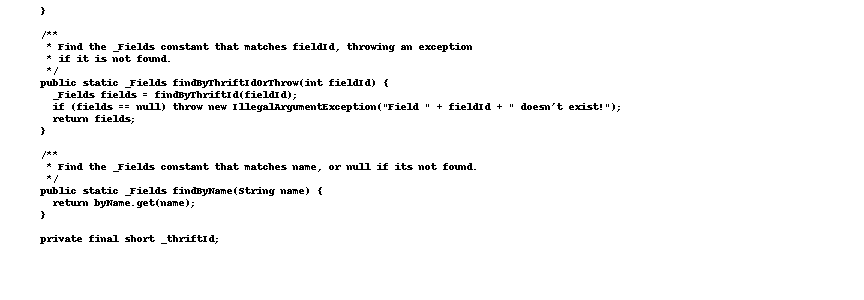 }
/**
 * Find the _Fields constant that matches fieldId, throwing an exception
 * if it is not found.
 */
public static _Fields findByThriftIdOrThrow(int fieldId) {
  _Fields fields = findByThriftId(fieldId);
  if (fields == null) throw new IllegalArgumentException("Field " + fieldId + " doesn't exist!");
  return fields;
}
/**
 * Find the _Fields constant that matches name, or null if its not found.
 */
public static _Fields findByName(String name) {
  return byName.get(name);
}
private final short _thriftId;